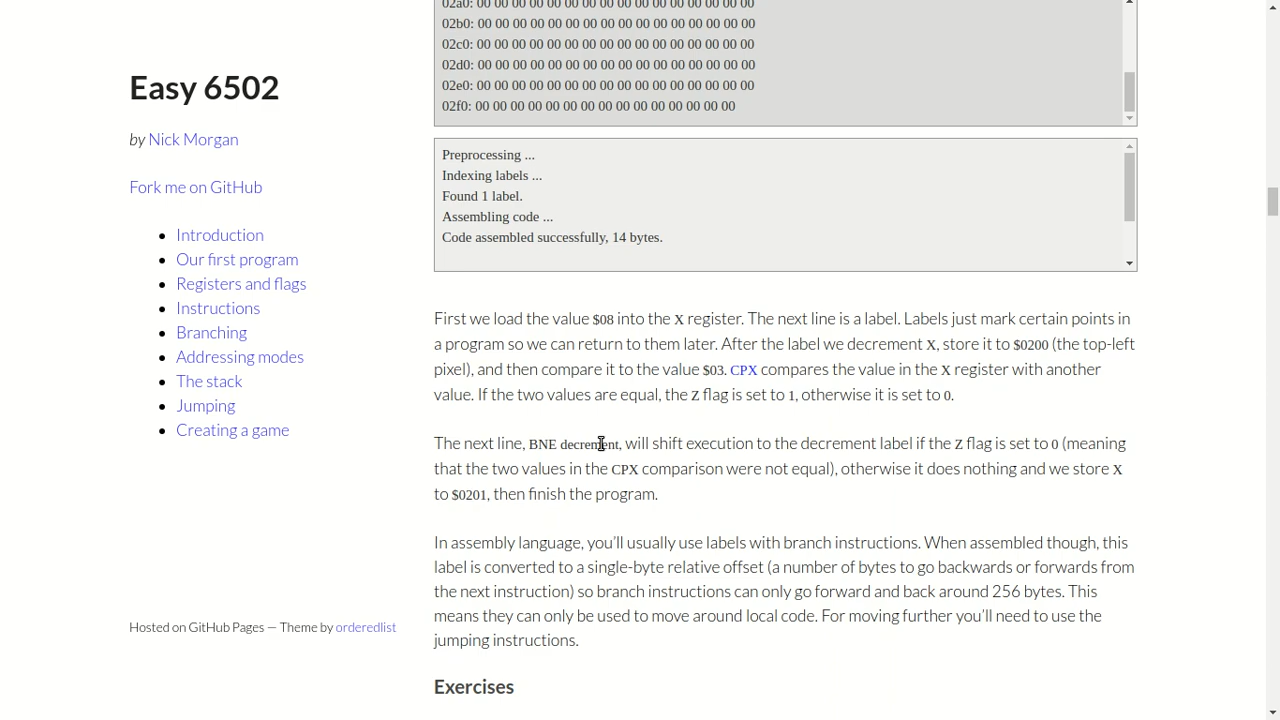 02a0: 00 00 00 00 00 00 00 00 00 00 00 00 00 00 00 00
02b0: 00 00 00 00 00 00 00 00 00 00 00 00 00 00 00 00
02c0: 00 00 00 00 00 00 00 00 00 00 00 00 00 00 00 00
02d0: 00 00 00 00 00 00 00 00 00 00 00 00 00 00 00 00
02e0: 00 00 00 00 00 00 00 00 00 00 00 00 00 00 00 00
02f0: 00 00 00 00 00 00 00 00 00 00 00 00 00 00 00
Easy 6502
by Nick Morgan
Fork me on GitHub
Introduction
Our first program
Registers and flags
Instructions
Branching
Addressing modes
The stack
Jumping
Creating a game
Hosted on GitHub Pages — Theme by orderedlist
Preprocessing ...
Indexing labels ...
Found 1 label.
Assembling code ...
Code assembled successfully, 14 bytes.
First we load the value $08 into the X register. The next line is a label. Labels just mark certain points in
a program so we can return to them later. After the label we decrement X, store it to $0200 (the top-left
pixel), and then compare it to the value $03. CPX compares the value in the X register with another
value. If the two values are equal, the Z flag is set to 1, otherwise it is set to 0.
The next line, BNE decrement, will shift execution to the decrement label if the Z flag is set to 0 (meaning
that the two values in the CPX comparison were not equal), otherwise it does nothing and we store X
to $0201, then finish the program.
In assembly language, you’ll usually use labels with branch instructions. When assembled though, this
label is converted to a single-byte relative offset (a number of bytes to go backwards or forwards from
the next instruction) so branch instructions can only go forward and back around 256 bytes. This
means they can only be used to move around local code. For moving further you’ll need to use the
jumping instructions.
Exercises